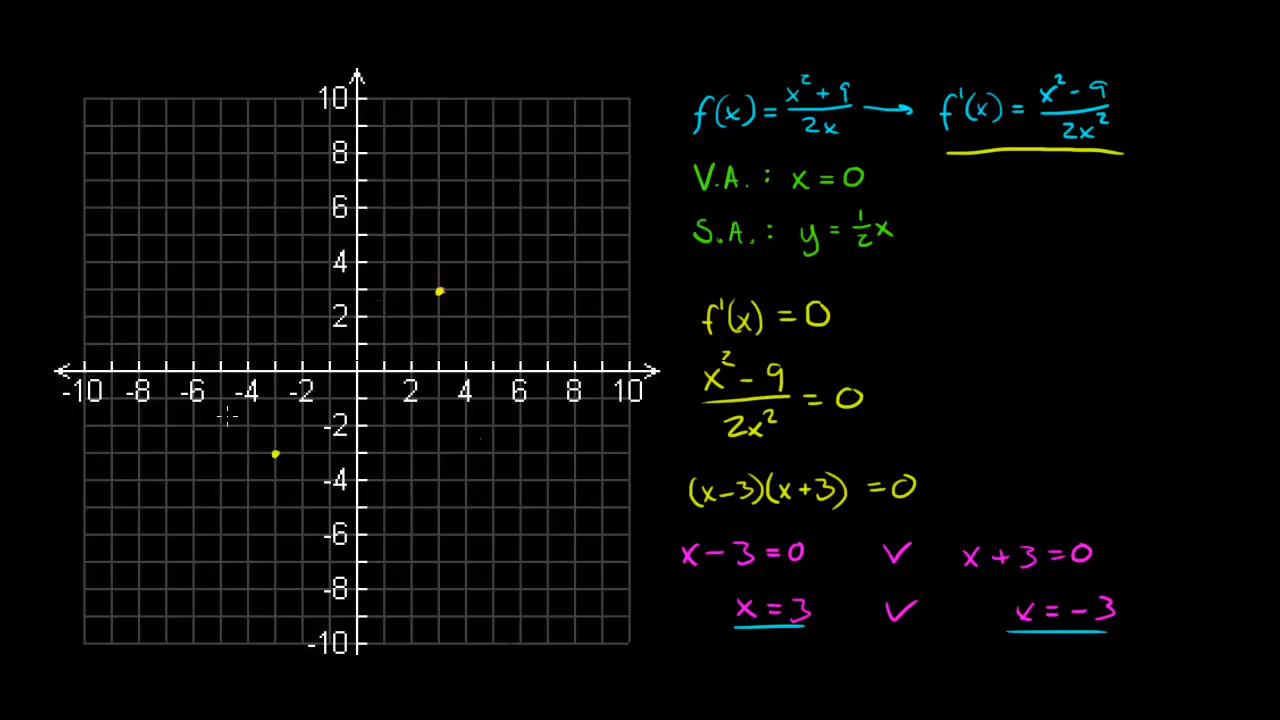 f(x) = (x² + 9)/(2x) → f'(x) = (x² - 9)/(2x²)
V.A. : x = 0
S.A. : y = ½x
f'(x) = 0
(x² - 9)/(2x²) = 0
(x-3)(x+3) = 0
x - 3 = 0 ∨ x + 3 = 0
x = 3 ∨ x = -3
10
8
6
4
2
-10 -8 -6 -4 -2 2 4 6 8 10
-2
-4
-6
-8
-10